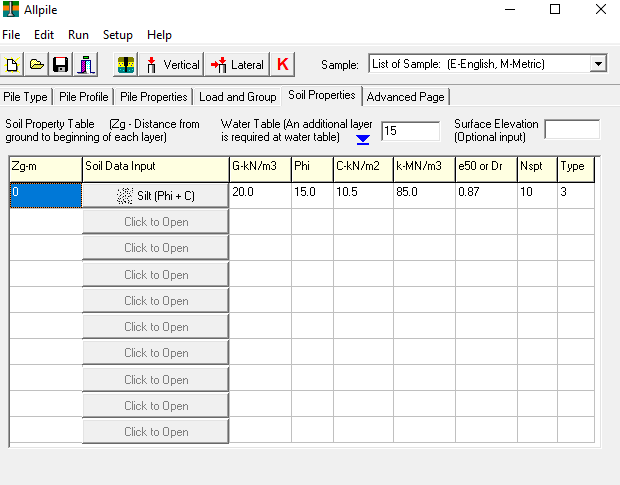 Allpile
File Edit Run Setup Help
Vertical Lateral K Sample: List of Sample: (E-English, M-Metric)
Pile Type Pile Profile Pile Properties Load and Group Soil Properties Advanced Page
Soil Property Table (Zg - Distance from Water Table (An additional layer 15 Surface Elevation
ground to beginning of each layer) is required at water table) (Optional input)
Zg-m Soil Data Input G-kN/m3 Phi C-kN/m2 k-MN/m3 e50 or Dr Nspt Type
0 Silt (Phi + C) 20.0 15.0 10.5 85.0 0.87 10 3
Click to Open
Click to Open
Click to Open
Click to Open
Click to Open
Click to Open
Click to Open
Click to Open
Click to Open